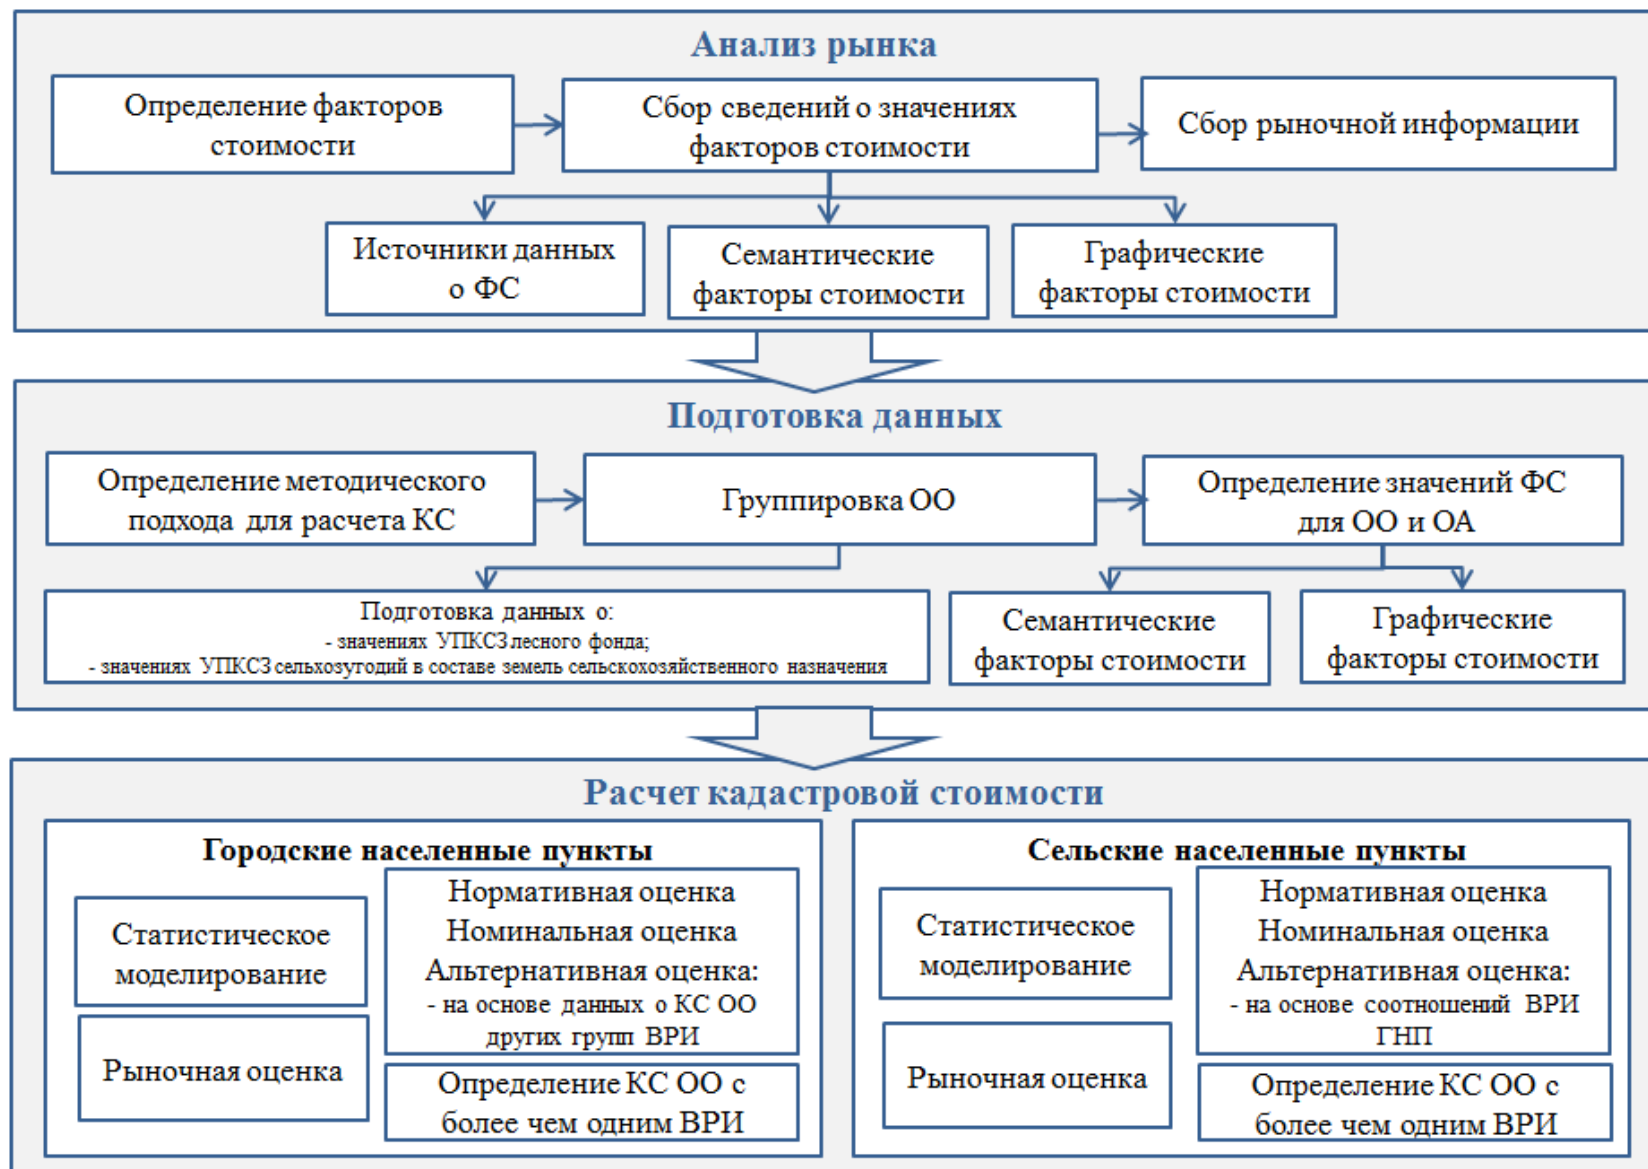 Анализ рынка
Определение факторов
стоимости
Сбор сведений о значениях
факторов стоимости
Сбор рыночной информации
Источники данных
о ФС
Семантические
факторы стоимости
Графические
факторы стоимости
Подготовка данных
Определение методического
подхода для расчета КС
Группировка ОО
Определение значений ФС
для ОО и ОА
Подготовка данных о:
- значениях УПКСЗ лесного фонда;
- значениях УПКСЗ сельхозугодий в составе земель сельскохозяйственного назначения
Семантические
факторы стоимости
Графические
факторы стоимости
Расчет кадастровой стоимости
Городские населенные пункты
Статистическое
моделирование
Рыночная оценка
Нормативная оценка
Номинальная оценка
Альтернативная оценка:
- на основе данных о КС ОО
других групп ВРИ
Определение КС ОО с
более чем одним ВРИ
Сельские населенные пункты
Статистическое
моделирование
Рыночная оценка
Нормативная оценка
Номинальная оценка
Альтернативная оценка:
- на основе соотношений ВРИ
ГНП
Определение КС ОО с
более чем одним ВРИ